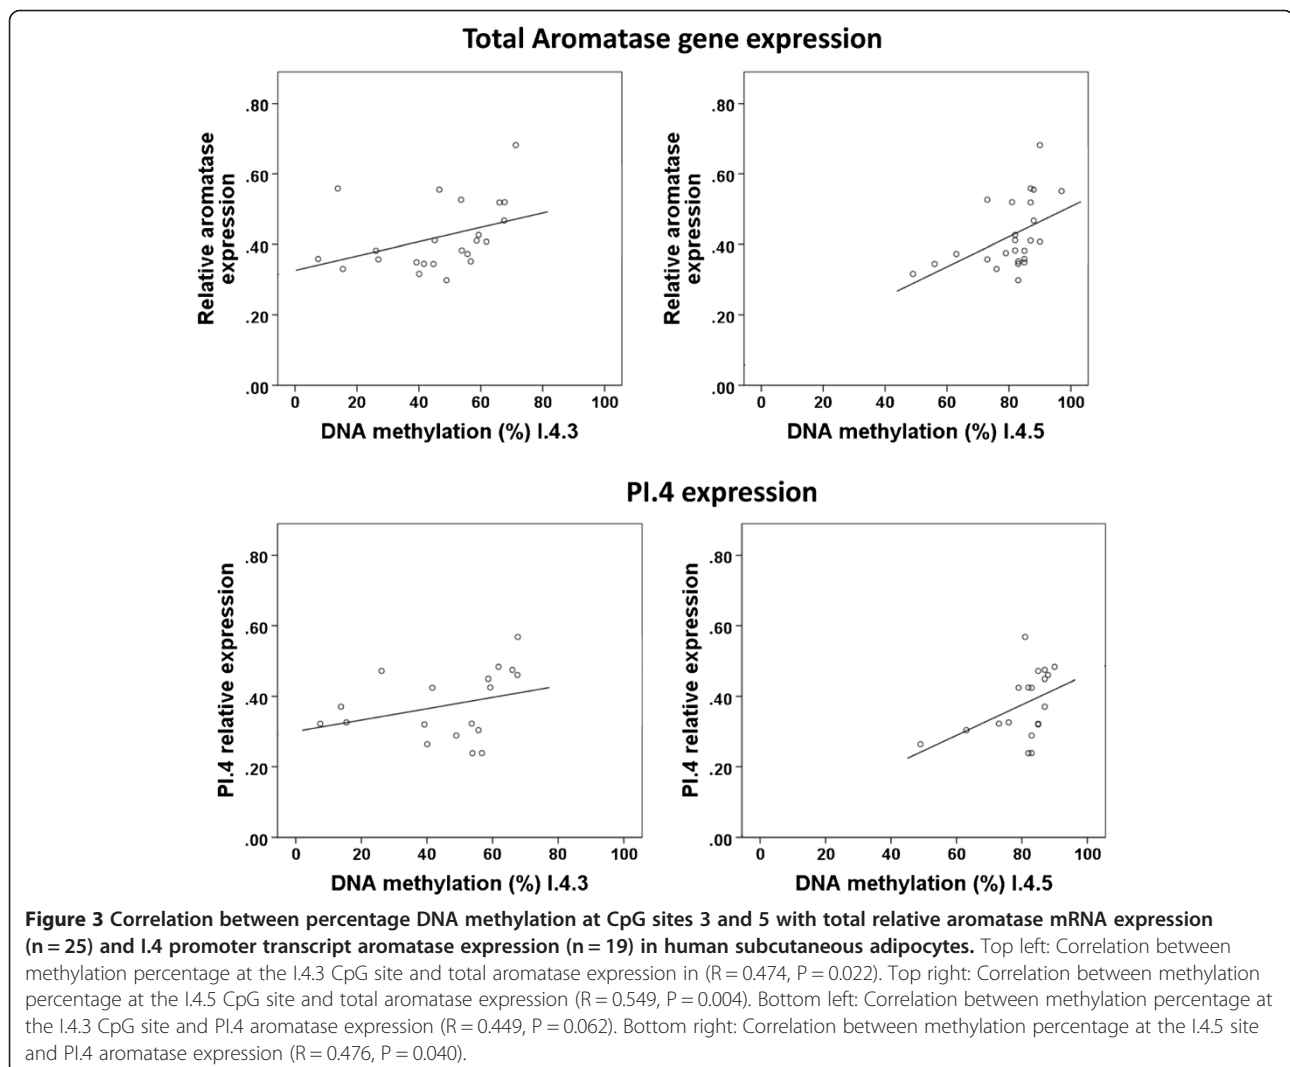 Total Aromatase gene expression
.80
.60
.40
.20
.00
Relative aromatase
expression
0 20 40 60 80 100
DNA methylation (%) I.4.3
.80
.60
.40
.20
.00
Relative aromatase
expression
0 20 40 60 80 100
DNA methylation (%) I.4.5
PI.4 expression
.80
.60
.40
.20
.00
PI.4 relative expression
0 20 40 60 80 100
DNA methylation (%) I.4.3
.80
.60
.40
.20
.00
PI.4 relative expression
0 20 40 60 80 100
DNA methylation (%) I.4.5
Figure 3 Correlation between percentage DNA methylation at CpG sites 3 and 5 with total relative aromatase mRNA expression
(n = 25) and I.4 promoter transcript aromatase expression (n = 19) in human subcutaneous adipocytes. Top left: Correlation between
methylation percentage at the I.4.3 CpG site and total aromatase expression in (R = 0.474, P = 0.022). Top right: Correlation between methylation
percentage at the I.4.5 CpG site and total aromatase expression (R = 0.549, P = 0.004). Bottom left: Correlation between methylation percentage at
the I.4.3 CpG site and PI.4 aromatase expression (R = 0.449, P = 0.062). Bottom right: Correlation between methylation percentage at the I.4.5 site
and PI.4 aromatase expression (R = 0.476, P = 0.040).